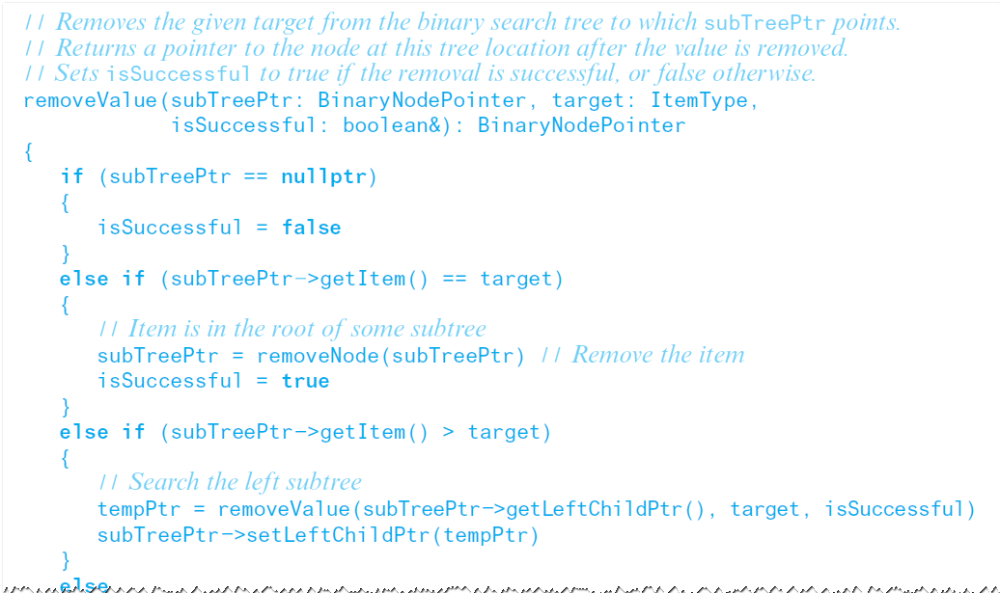 // Removes the given target from the binary search tree to which subTreePtr points.
// Returns a pointer to the node at this tree location after the value is removed.
// Sets isSuccessful to true if the removal is successful, or false otherwise.
removeValue(subTreePtr: BinaryNodePointer, target: ItemType,
            isSuccessful: boolean&): BinaryNodePointer
{
   if (subTreePtr == nullptr)
   {
      isSuccessful = false
   }
   else if (subTreePtr->getItem() == target)
   {
      // Item is in the root of some subtree
      subTreePtr = removeNode(subTreePtr) // Remove the item
      isSuccessful = true
   }
   else if (subTreePtr->getItem() > target)
   {
      // Search the left subtree
      tempPtr = removeValue(subTreePtr->getLeftChildPtr(), target, isSuccessful)
      subTreePtr->setLeftChildPtr(tempPtr)
   }
   else